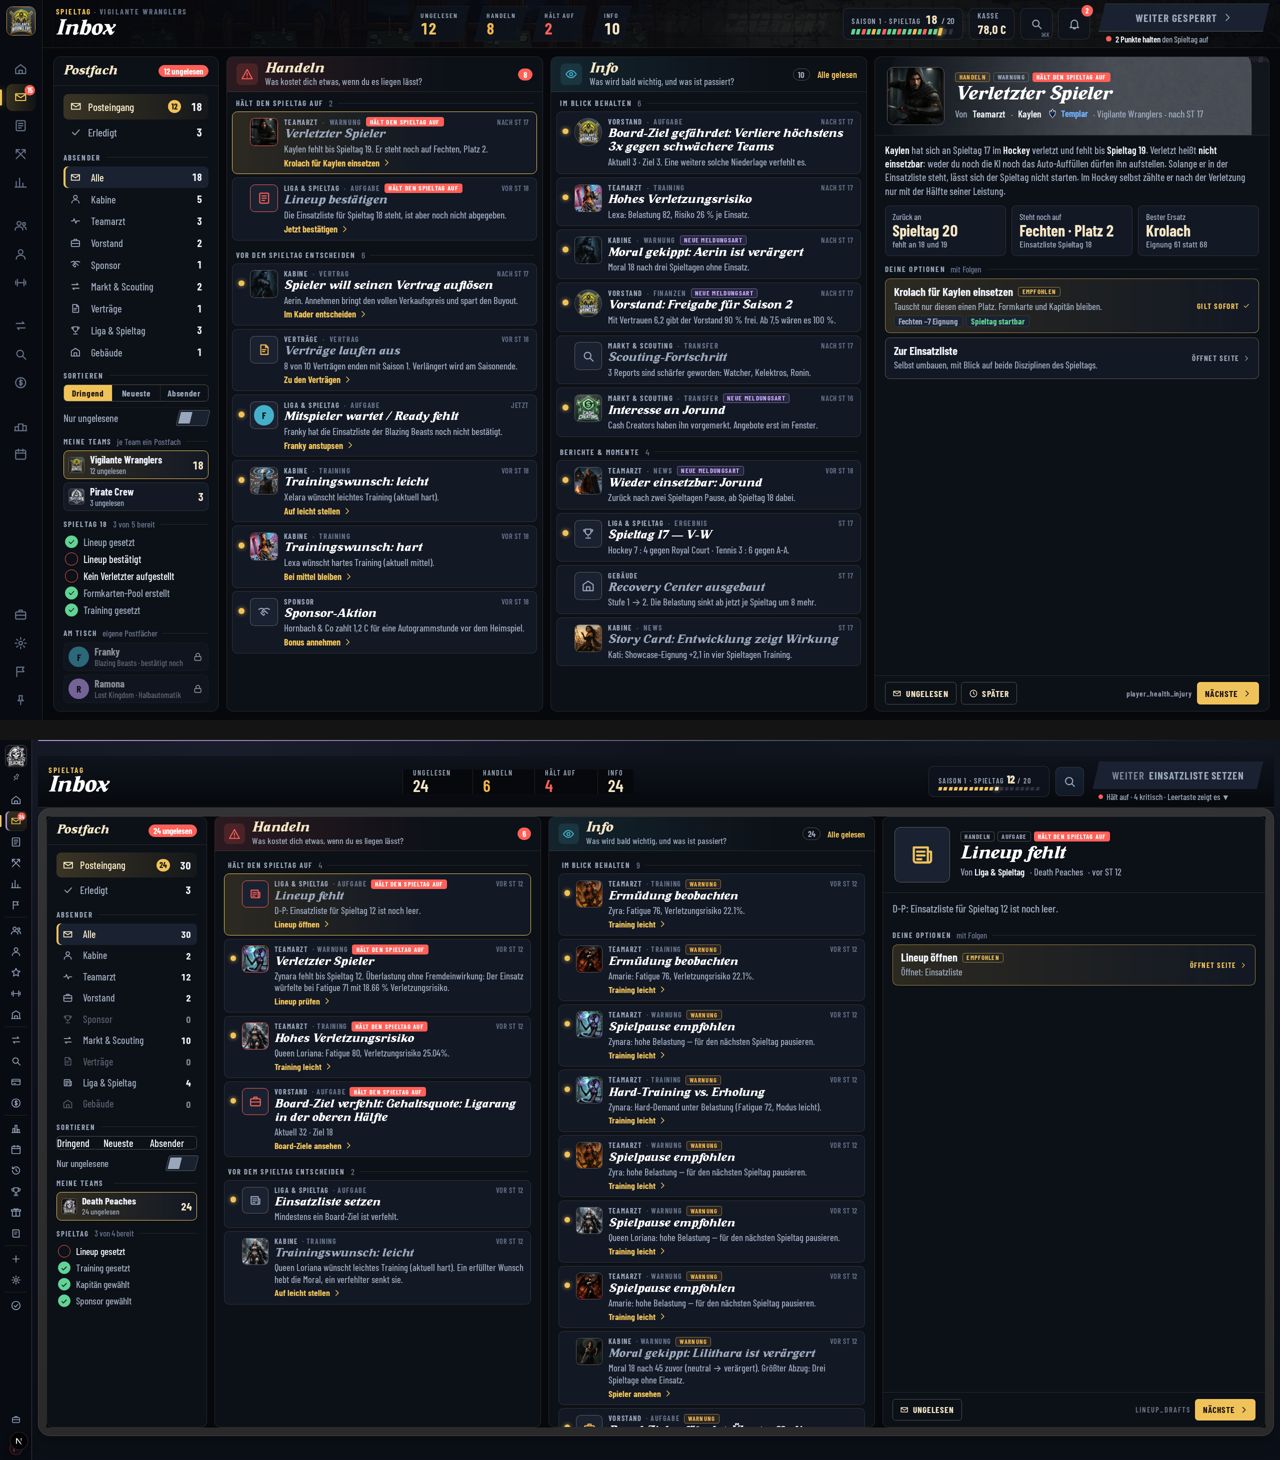 SPIELTAG · VIGILANTE WRANGLERS
Inbox
UNGELESEN
12
HANDELN
8
HÄLT AUF
2
INFO
10
SAISON 1 · SPIELTAG 18 / 20
KASSE
78,0 C
2
WEITER GESPERRT
2 Punkte halten den Spieltag auf
Postfach
12 ungelesen
Posteingang 12 18
Erledigt 3
ABSENDER
Alle 18
Kabine 5
Teamarzt 3
Vorstand 2
Sponsor 1
Markt & Scouting 2
Verträge 1
Liga & Spieltag 3
Gebäude 1
SORTIEREN
Dringend Neueste Absender
Nur ungelesene
MEINE TEAMS je Team ein Postfach
Vigilante Wranglers
12 ungelesen
18
Pirate Crew
3 ungelesen
3
SPIELTAG 18 3 von 5 bereit
Lineup gesetzt
Lineup bestätigt
Kein Verletzter aufgestellt
Formkarten-Pool erstellt
Training gesetzt
AM TISCH eigene Postfächer
F
Franky
Blazing Beasts · bestätigt noch
R
Ramona
Lost Kingdom · Halbautomatik
Handeln
Was kostet dich etwas, wenn du es liegen lässt?
8
HÄLT DEN SPIELTAG AUF 2
TEAMARZT · WARNUNG HÄLT DEN SPIELTAG AUF NACH ST 17
Verletzter Spieler
Kaylen fehlt bis Spieltag 19. Er steht noch auf Fechten, Platz 2.
Krolach für Kaylen einsetzen
LIGA & SPIELTAG · AUFGABE HÄLT DEN SPIELTAG AUF VOR ST 18
Lineup bestätigen
Die Einsatzliste für Spieltag 18 steht, ist aber noch nicht abgegeben.
Jetzt bestätigen
VOR DEM SPIELTAG ENTSCHEIDEN 6
KABINE · VERTRAG NACH ST 17
Spieler will seinen Vertrag auflösen
Aerin. Annehmen bringt den vollen Verkaufspreis und spart den Buyout.
Im Kader entscheiden
VERTRÄGE · VERTRAG VOR ST 18
Verträge laufen aus
8 von 10 Verträgen enden mit Saison 1. Verlängert wird am Saisonende.
Zu den Verträgen
F
LIGA & SPIELTAG · AUFGABE JETZT
Mitspieler wartet / Ready fehlt
Franky hat die Einsatzliste der Blazing Beasts noch nicht bestätigt.
Franky anstupsen
KABINE · TRAINING VOR ST 18
Trainingswunsch: leicht
Xelara wünscht leichtes Training (aktuell hart).
Auf leicht stellen
KABINE · TRAINING VOR ST 18
Trainingswunsch: hart
Lexa wünscht hartes Training (aktuell mittel).
Bei mittel bleiben
SPONSOR VOR ST 18
Sponsor-Aktion
Hornbach & Co zahlt 1,2 C für eine Autogrammstunde vor dem Heimspiel.
Bonus annehmen
Info
Was wird bald wichtig, und was ist passiert?
10 Alle gelesen
IM BLICK BEHALTEN 6
VORSTAND · AUFGABE NACH ST 17
Board-Ziel gefährdet: Verliere höchstens
3x gegen schwächere Teams
Aktuell 3 · Ziel 3. Eine weitere solche Niederlage verfehlt es.
TEAMARZT · TRAINING NACH ST 17
Hohes Verletzungsrisiko
Lexa: Belastung 82, Risiko 26 % je Einsatz.
KABINE · WARNUNG NEUE MELDUNGSART NACH ST 17
Moral gekippt: Aerin ist verärgert
Moral 18 nach drei Spieltagen ohne Einsatz.
VORSTAND · FINANZEN NEUE MELDUNGSART NACH ST 17
Vorstand: Freigabe für Saison 2
Mit Vertrauen 6,2 gibt der Vorstand 90 % frei. Ab 7,5 wären es 100 %.
MARKT & SCOUTING · TRANSFER NACH ST 17
Scouting-Fortschritt
3 Reports sind schärfer geworden: Watcher, Kelektros, Ronin.
MARKT & SCOUTING · TRANSFER NEUE MELDUNGSART NACH ST 16
Interesse an Jorund
Cash Creators haben ihn vorgemerkt. Angebote erst im Fenster.
BERICHTE & MOMENTE 4
TEAMARZT · NEWS NEUE MELDUNGSART VOR ST 18
Wieder einsetzbar: Jorund
Zurück nach zwei Spieltagen Pause, ab Spieltag 18 dabei.
LIGA & SPIELTAG · ERGEBNIS ST 17
Spieltag 17 — V-W
Hockey 7 : 4 gegen Royal Court · Tennis 3 : 6 gegen A-A.
GEBÄUDE ST 17
Recovery Center ausgebaut
Stufe 1 → 2. Die Belastung sinkt ab jetzt je Spieltag um 8 mehr.
KABINE · NEWS ST 17
Story Card: Entwicklung zeigt Wirkung
Kati: Showcase-Eignung +2,1 in vier Spieltagen Training.
HANDELN WARNUNG HÄLT DEN SPIELTAG AUF
Verletzter Spieler
Von Teamarzt · Kaylen Templar · Vigilante Wranglers · nach ST 17
Kaylen hat sich an Spieltag 17 im Hockey verletzt und fehlt bis Spieltag 19. Verletzt heißt nicht
einsetzbar: weder du noch die KI noch das Auto-Auffüllen dürfen ihn aufstellen. Solange er in der
Einsatzliste steht, lässt sich der Spieltag nicht starten. Im Hockey selbst zählte er nach der Verletzung
nur mit der Hälfte seiner Leistung.
Zurück an
Spieltag 20
fehlt an 18 und 19
Steht noch auf
Fechten · Platz 2
Einsatzliste Spieltag 18
Bester Ersatz
Krolach
Eignung 61 statt 68
DEINE OPTIONEN mit Folgen
Krolach für Kaylen einsetzen EMPFOHLEN
Tauscht nur diesen einen Platz. Formkarte und Kapitän bleiben.
Fechten −7 Eignung Spieltag startbar
GILT SOFORT
Zur Einsatzliste
Selbst umbauen, mit Blick auf beide Disziplinen des Spieltags.
ÖFFNET SEITE
UNGELESEN SPÄTER player_health_injury NÄCHSTE
SPIELTAG
Inbox
UNGELESEN
24
HANDELN
6
HÄLT AUF
4
INFO
24
SAISON 1 · SPIELTAG 12 / 20
WEITER EINSATZLISTE SETZEN
Hält auf · 4 kritisch · Leertaste zeigt es ▼
Postfach
24 ungelesen
Posteingang 24 30
Erledigt 3
ABSENDER
Alle 30
Kabine 2
Teamarzt 12
Vorstand 2
Sponsor 0
Markt & Scouting 10
Verträge 0
Liga & Spieltag 4
Gebäude 0
SORTIEREN
Dringend Neueste Absender
Nur ungelesene
MEINE TEAMS
Death Peaches
24 ungelesen
24
SPIELTAG 3 von 4 bereit
Lineup gesetzt
Training gesetzt
Kapitän gewählt
Sponsor gewählt
N
Handeln
Was kostet dich etwas, wenn du es liegen lässt?
6
HÄLT DEN SPIELTAG AUF 4
LIGA & SPIELTAG · AUFGABE HÄLT DEN SPIELTAG AUF VOR ST 12
Lineup fehlt
D-P: Einsatzliste für Spieltag 12 ist noch leer.
Lineup öffnen
TEAMARZT · WARNUNG HÄLT DEN SPIELTAG AUF VOR ST 12
Verletzter Spieler
Zynara fehlt bis Spieltag 12. Überlastung ohne Fremdeinwirkung: Der Einsatz
würfelte bei Fatigue 71 mit 18.66 % Verletzungsrisiko.
Lineup prüfen
TEAMARZT · TRAINING HÄLT DEN SPIELTAG AUF VOR ST 12
Hohes Verletzungsrisiko
Queen Loriana: Fatigue 80, Verletzungsrisiko 25.04%.
Training leicht
VORSTAND · AUFGABE HÄLT DEN SPIELTAG AUF VOR ST 12
Board-Ziel verfehlt: Gehaltsquote: Ligarang
in der oberen Hälfte
Aktuell 32 · Ziel 18
Board-Ziele ansehen
VOR DEM SPIELTAG ENTSCHEIDEN 2
LIGA & SPIELTAG · AUFGABE VOR ST 12
Einsatzliste setzen
Mindestens ein Board-Ziel ist verfehlt.
KABINE · TRAINING VOR ST 12
Trainingswunsch: leicht
Queen Loriana wünscht leichtes Training (aktuell hart). Ein erfüllter Wunsch
hebt die Moral, ein verfehlter senkt sie.
Auf leicht stellen
Info
Was wird bald wichtig, und was ist passiert?
24 Alle gelesen
IM BLICK BEHALTEN 9
TEAMARZT · TRAINING WARNUNG VOR ST 12
Ermüdung beobachten
Zyra: Fatigue 76, Verletzungsrisiko 22.1%.
Training leicht
TEAMARZT · TRAINING WARNUNG VOR ST 12
Ermüdung beobachten
Amarie: Fatigue 76, Verletzungsrisiko 22.1%.
Training leicht
TEAMARZT · TRAINING WARNUNG VOR ST 12
Spielpause empfohlen
Zynara: hohe Belastung — für den nächsten Spieltag pausieren.
Training leicht
TEAMARZT · TRAINING WARNUNG VOR ST 12
Hard-Training vs. Erholung
Zynara: Hard-Demand unter Belastung (Fatigue 72, Modus leicht).
Training leicht
TEAMARZT · WARNUNG WARNUNG VOR ST 12
Spielpause empfohlen
Zyra: hohe Belastung — für den nächsten Spieltag pausieren.
Training leicht
TEAMARZT · WARNUNG WARNUNG VOR ST 12
Spielpause empfohlen
Queen Loriana: hohe Belastung — für den nächsten Spieltag pausieren.
Training leicht
TEAMARZT · WARNUNG WARNUNG VOR ST 12
Spielpause empfohlen
Amarie: hohe Belastung — für den nächsten Spieltag pausieren.
Training leicht
KABINE · WARNUNG WARNUNG VOR ST 12
Moral gekippt: Lilithara ist verärgert
Moral 18 nach 45 zuvor (neutral → verärgert). Größter Abzug: Drei
Spieltage ohne Einsatz.
Spieler ansehen
VORSTAND · AUFGABE WARNUNG VOR ST 12
HANDELN AUFGABE HÄLT DEN SPIELTAG AUF
Lineup fehlt
Von Liga & Spieltag · Death Peaches · vor ST 12
D-P: Einsatzliste für Spieltag 12 ist noch leer.
DEINE OPTIONEN mit Folgen
Lineup öffnen EMPFOHLEN
Öffnet: Einsatzliste
ÖFFNET SEITE
UNGELESEN LINEUP_DRAFTS NÄCHSTE